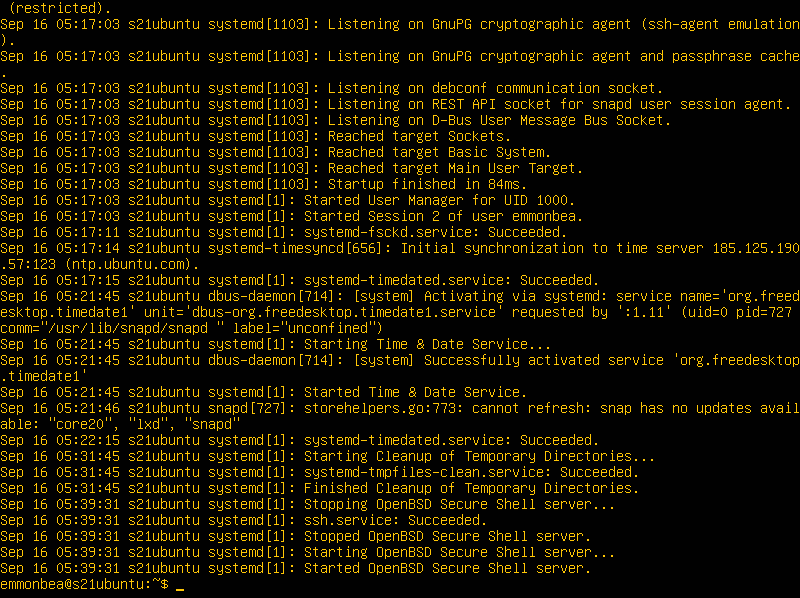 (restricted).
Sep 16 05:17:03 s21ubuntu systemd[1103]: Listening on GnuPG cryptographic agent (ssh-agent emulation
).
Sep 16 05:17:03 s21ubuntu systemd[1103]: Listening on GnuPG cryptographic agent and passphrase cache
.
Sep 16 05:17:03 s21ubuntu systemd[1103]: Listening on debconf communication socket.
Sep 16 05:17:03 s21ubuntu systemd[1103]: Listening on REST API socket for snapd user session agent.
Sep 16 05:17:03 s21ubuntu systemd[1103]: Listening on D-Bus User Message Bus Socket.
Sep 16 05:17:03 s21ubuntu systemd[1103]: Reached target Sockets.
Sep 16 05:17:03 s21ubuntu systemd[1103]: Reached target Basic System.
Sep 16 05:17:03 s21ubuntu systemd[1103]: Reached target Main User Target.
Sep 16 05:17:03 s21ubuntu systemd[1103]: Startup finished in 84ms.
Sep 16 05:17:03 s21ubuntu systemd[1]: Started User Manager for UID 1000.
Sep 16 05:17:03 s21ubuntu systemd[1]: Started Session 2 of user emmonbea.
Sep 16 05:17:11 s21ubuntu systemd[1]: systemd-fsckd.service: Succeeded.
Sep 16 05:17:14 s21ubuntu systemd-timesyncd[656]: Initial synchronization to time server 185.125.190
.57:123 (ntp.ubuntu.com).
Sep 16 05:17:15 s21ubuntu systemd[1]: systemd-timedated.service: Succeeded.
Sep 16 05:21:45 s21ubuntu dbus-daemon[714]: [system] Activating via systemd: service name='org.freed
esktop.timedate1' unit='dbus-org.freedesktop.timedate1.service' requested by ':1.11' (uid=0 pid=727
comm="/usr/lib/snapd/snapd " label="unconfined")
Sep 16 05:21:45 s21ubuntu systemd[1]: Starting Time & Date Service...
Sep 16 05:21:45 s21ubuntu dbus-daemon[714]: [system] Successfully activated service 'org.freedesktop
.timedate1'
Sep 16 05:21:45 s21ubuntu systemd[1]: Started Time & Date Service.
Sep 16 05:21:46 s21ubuntu snapd[727]: storehelpers.go:773: cannot refresh: snap has no updates avail
able: "core20", "lxd", "snapd"
Sep 16 05:22:15 s21ubuntu systemd[1]: systemd-timedated.service: Succeeded.
Sep 16 05:31:45 s21ubuntu systemd[1]: Starting Cleanup of Temporary Directories...
Sep 16 05:31:45 s21ubuntu systemd[1]: systemd-tmpfiles-clean.service: Succeeded.
Sep 16 05:31:45 s21ubuntu systemd[1]: Finished Cleanup of Temporary Directories.
Sep 16 05:39:31 s21ubuntu systemd[1]: Stopping OpenBSD Secure Shell server...
Sep 16 05:39:31 s21ubuntu systemd[1]: ssh.service: Succeeded.
Sep 16 05:39:31 s21ubuntu systemd[1]: Stopped OpenBSD Secure Shell server.
Sep 16 05:39:31 s21ubuntu systemd[1]: Starting OpenBSD Secure Shell server...
Sep 16 05:39:31 s21ubuntu systemd[1]: Started OpenBSD Secure Shell server.
emmonbea@s21ubuntu:~$ _